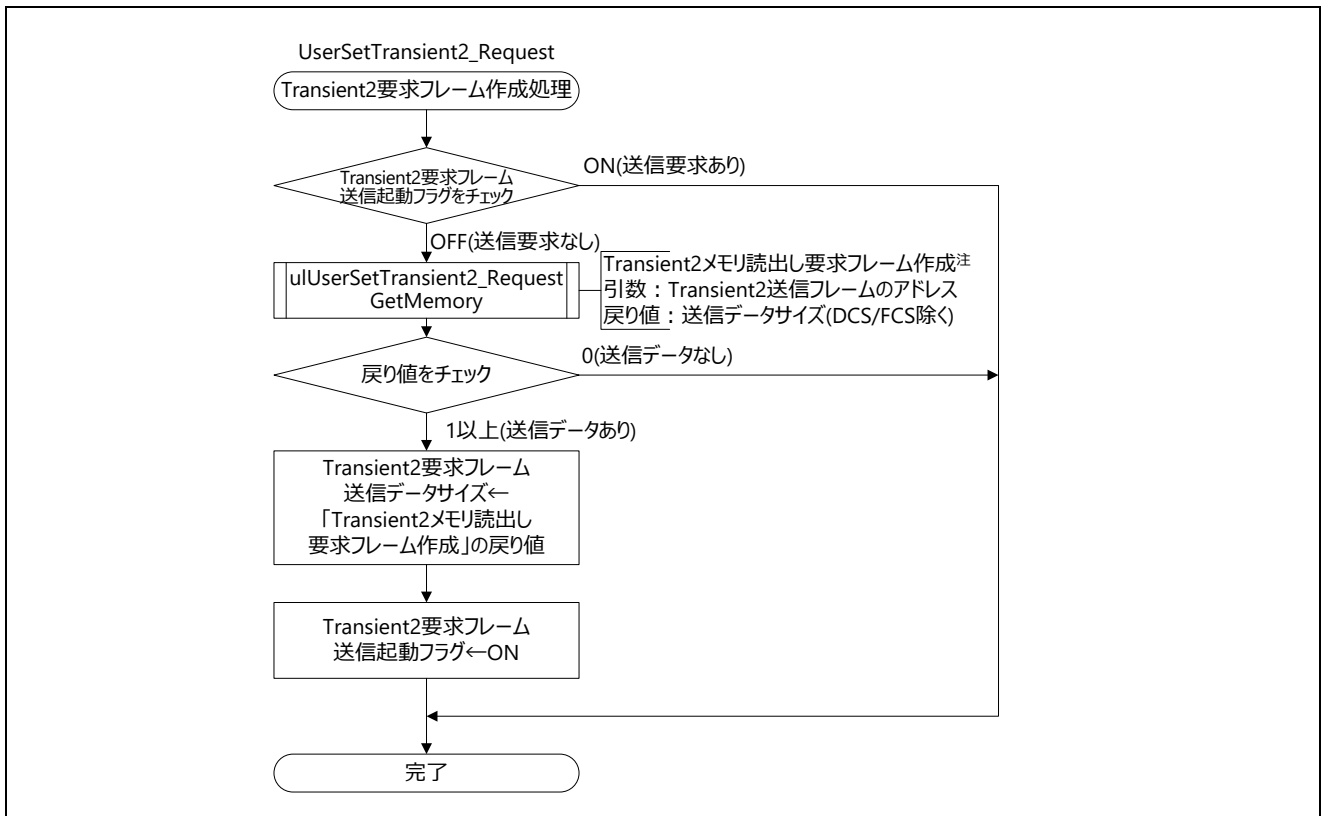 UserSetTransient2_Request
Transient2要求フレーム作成処理
Transient2要求フレーム
送信起動フラグをチェック
ON(送信要求あり)
OFF(送信要求なし)
ulUserSetTransient2_Request
GetMemory
Transient2メモリ読出し要求フレーム作成注
引数：Transient2送信フレームのアドレス
戻り値：送信データサイズ(DCS/FCS除く)
戻り値をチェック
0(送信データなし)
1以上(送信データあり)
Transient2要求フレーム
送信データサイズ←
「Transient2メモリ読出し
要求フレーム作成」の戻り値
Transient2要求フレーム
送信起動フラグ←ON
完了